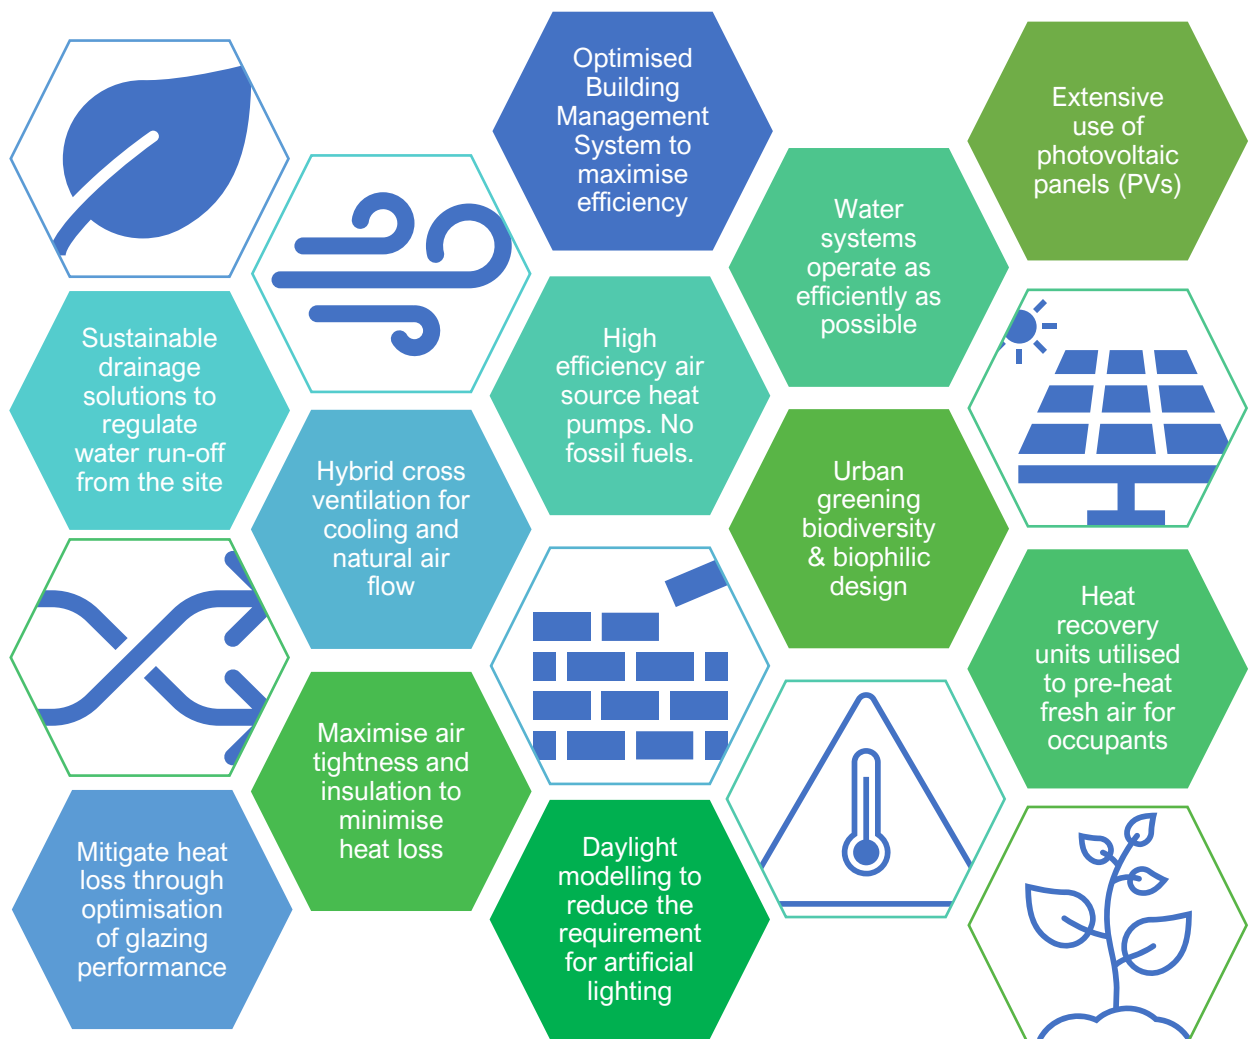 Optimised
Building
Management
System to
maximise
efficiency
Extensive
use of
photovoltaic
panels (PVs)
Water
systems
operate as
efficiently as
possible
Sustainable
drainage
solutions to
regulate
water run-off
from the site
High
efficiency air
source heat
pumps. No
fossil fuels.
Hybrid cross
ventilation for
cooling and
natural air
flow
Urban
greening
biodiversity
& biophilic
design
Heat
recovery
units utilised
to pre-heat
fresh air for
occupants
Maximise air
tightness and
insulation to
minimise
heat loss
Mitigate heat
loss through
optimisation
of glazing
performance
Daylight
modelling to
reduce the
requirement
for artificial
lighting